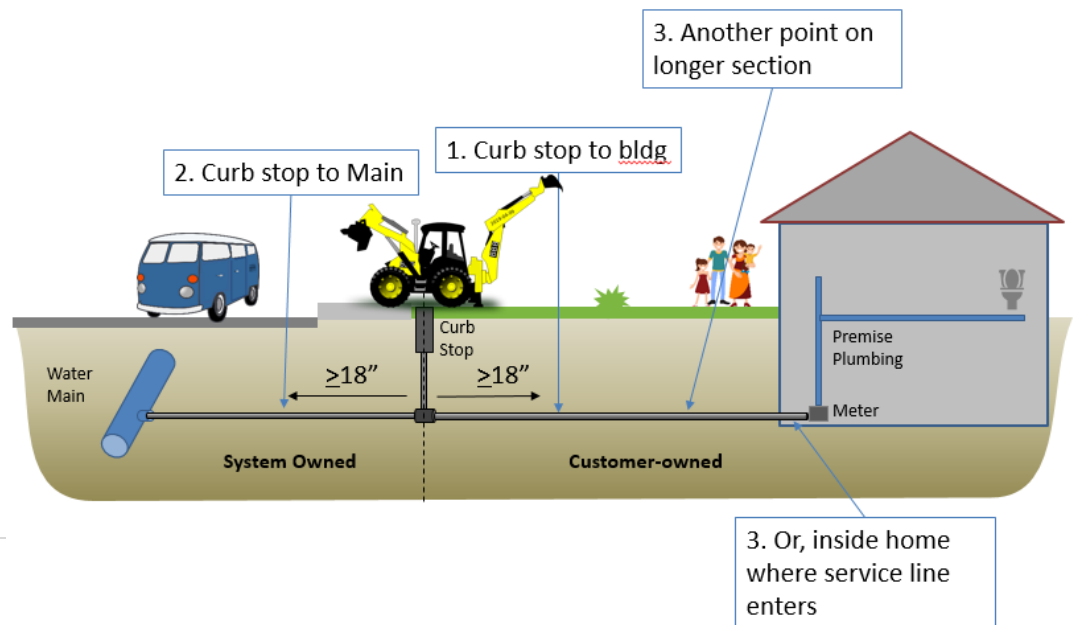 3. Another point on
longer section
1. Curb stop to bldg
2. Curb stop to Main
Curb
Stop
Premise
Plumbing
Water
Main
≥18”
≥18”
Meter
System Owned
Customer-owned
3. Or, inside home
where service line
enters